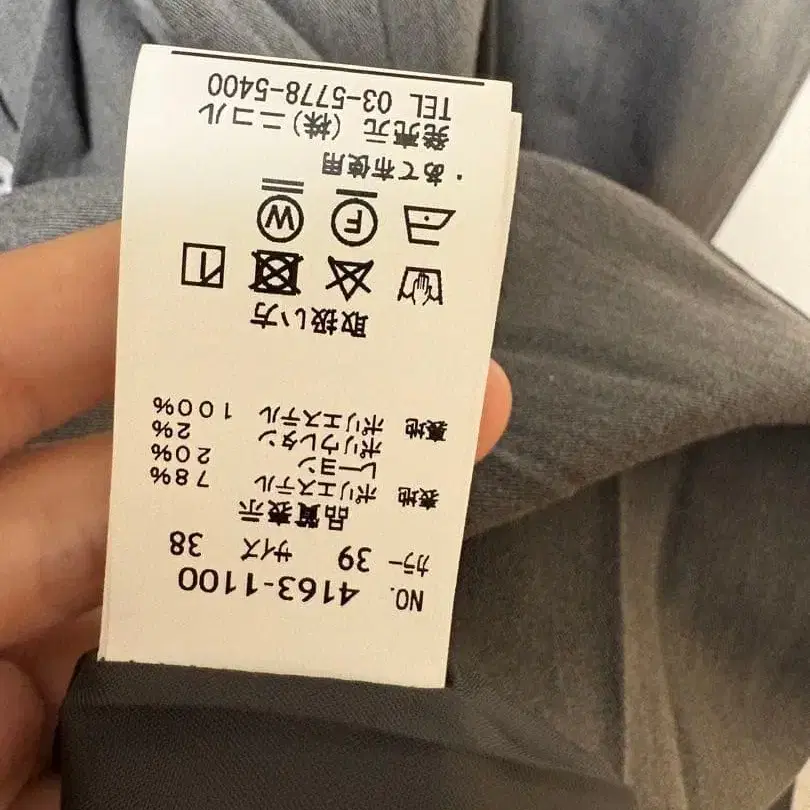 NO. 4163-1100
カラー 39 サイズ 38
品質表示
表地 ポリエステル 78%
レーヨン 20%
ポリウレタン 2%
裏地 ポリエステル 100%
取扱い方
F W
・あて布使用
発売元 (株)ニコル
TEL 03-5778-5400